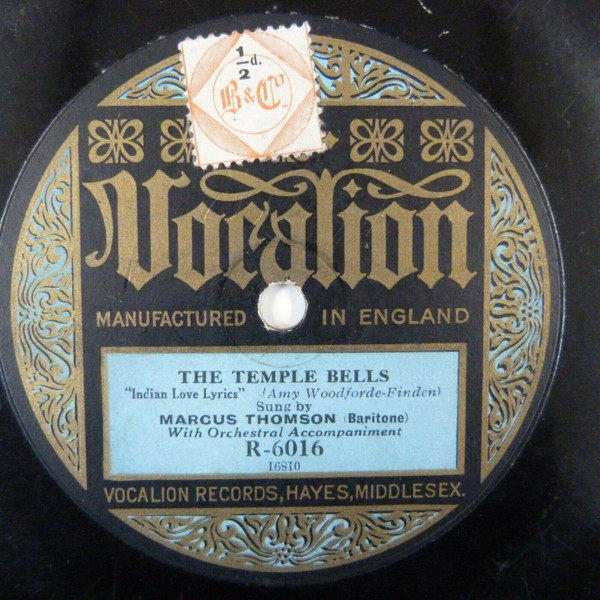 ½d.
B & Co
Vocalion
MANUFACTURED IN ENGLAND
THE TEMPLE BELLS
"Indian Love Lyrics" (Amy Woodforde-Finden)
Sung by
MARCUS THOMSON (Baritone)
With Orchestral Accompaniment
R-6016
16810
VOCALION RECORDS, HAYES, MIDDLESEX.